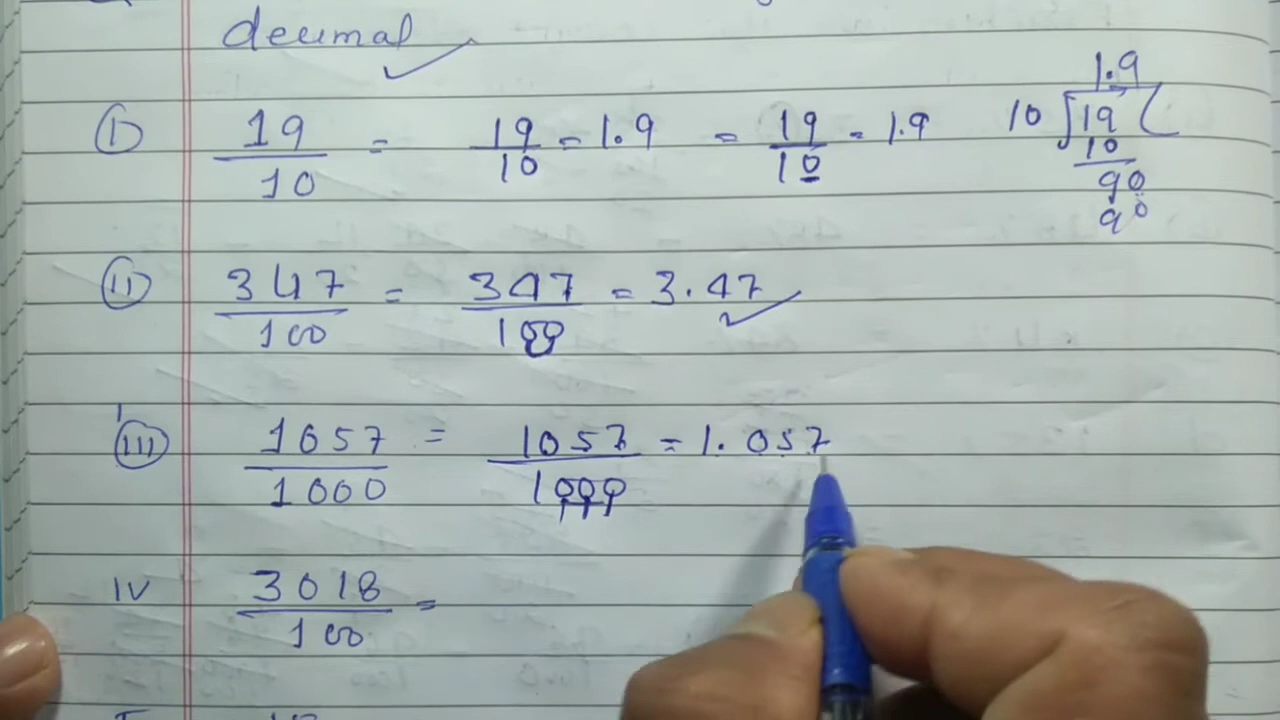 decimal
(i) 19/10 = 19/10 = 1.9 = 19/10 = 1.9
1.9
10 ) 19 (
10
90
90
(ii) 347/100 = 347/100 = 3.47
(iii) 1057/1000 = 1057/1000 = 1.057
iv 3018/100 =